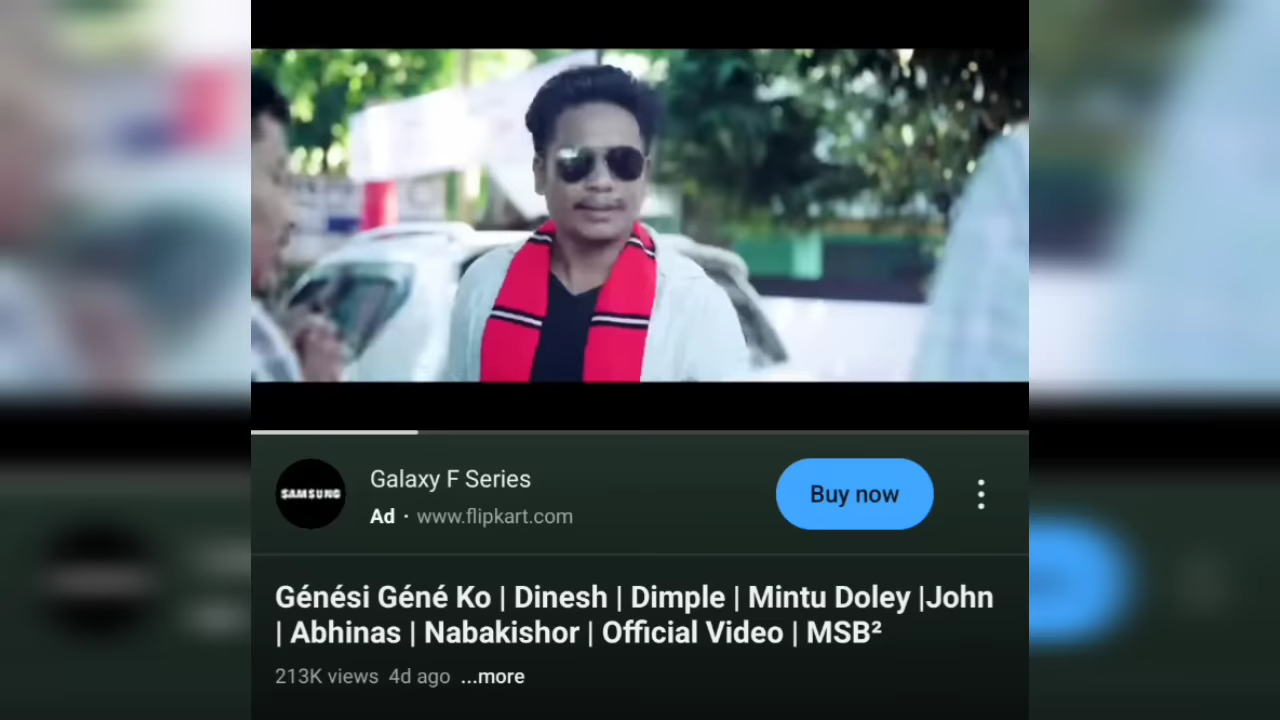 SAMSUNG
Galaxy F Series
Ad · www.flipkart.com
Buy now
Génési Géné Ko | Dinesh | Dimple | Mintu Doley |John
| Abhinas | Nabakishor | Official Video | MSB²
213K views 4d ago ...more